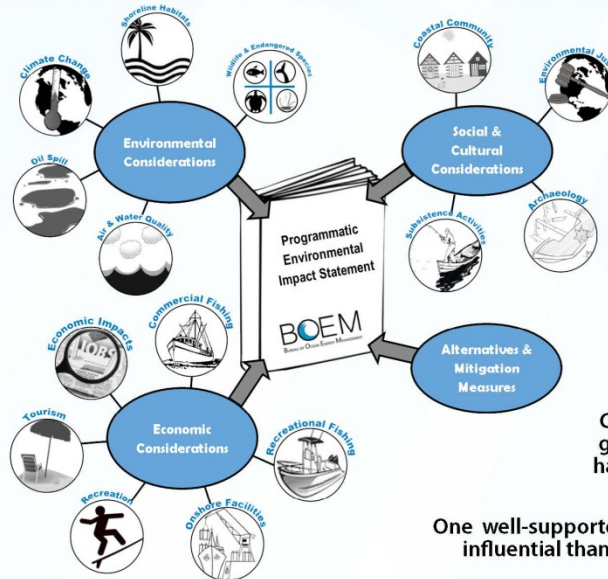 Shoreline Habitats
Climate Change
Wildlife & Endangered Species
Oil Spill
Air & Water Quality
Environmental
Considerations
Coastal Community
Environmental
Social &
Cultural
Considerations
Subsistence Activities
Archaeology
Programmatic
Environmental
Impact Statement
BOEM
Bureau of Ocean Energy Management
Alternatives &
Mitigation
Measures
Economic Impacts
JOBS
Commercial Fishing
Tourism
Economic
Considerations
Recreational Fishing
Recreation
Onshore Facilities
One well-supporte
influential than